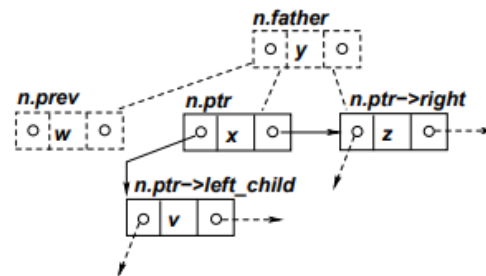 n.father
y
n.prev
n.ptr
n.ptr->right
w
x
z
n.ptr->left_child
v